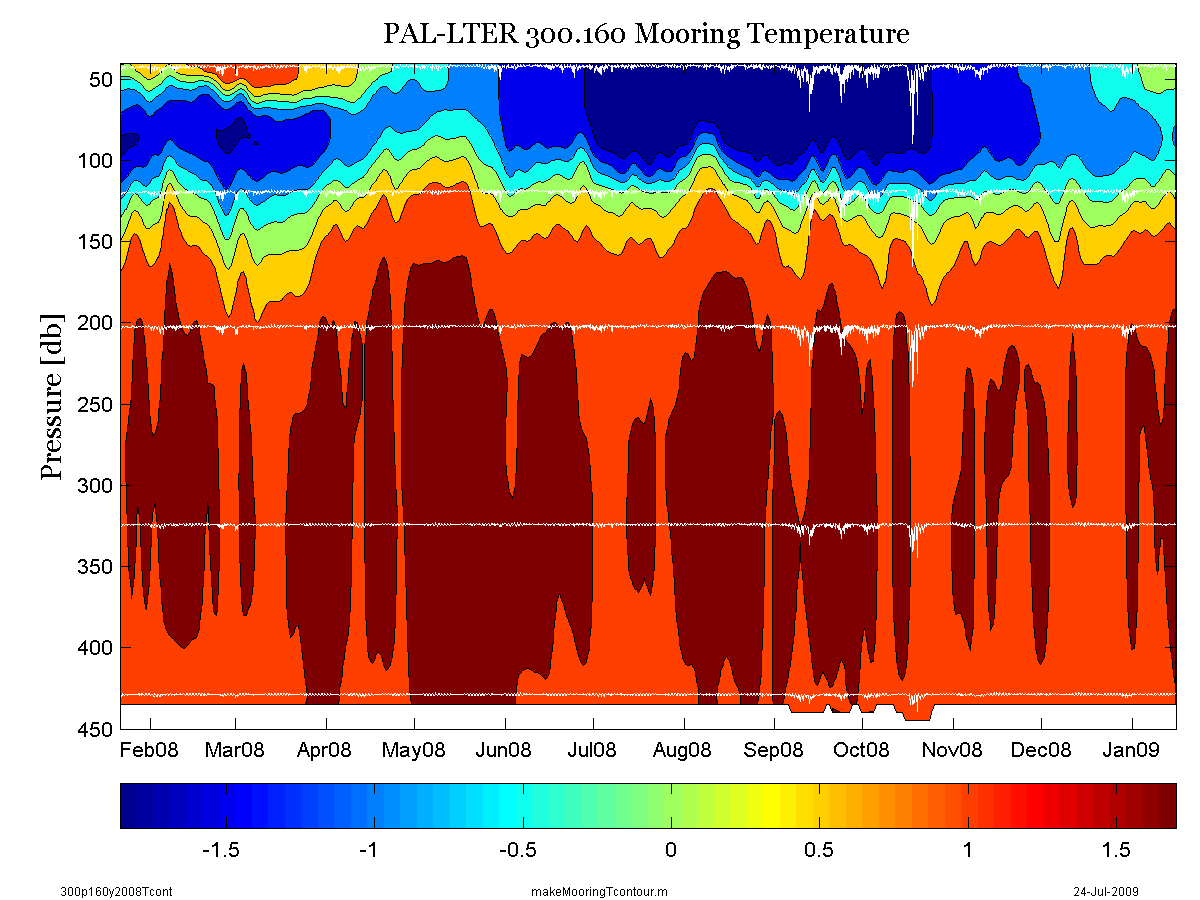 PAL-LTER 300.160 Mooring Temperature
50
100
150
200
250
300
350
400
450
Pressure [db]
Feb08 Mar08 Apr08 May08 Jun08 Jul08 Aug08 Sep08 Oct08 Nov08 Dec08 Jan09
-1.5 -1 -0.5 0 0.5 1 1.5
300p160y2008Tcont makeMooringTcontour.m 24-Jul-2009